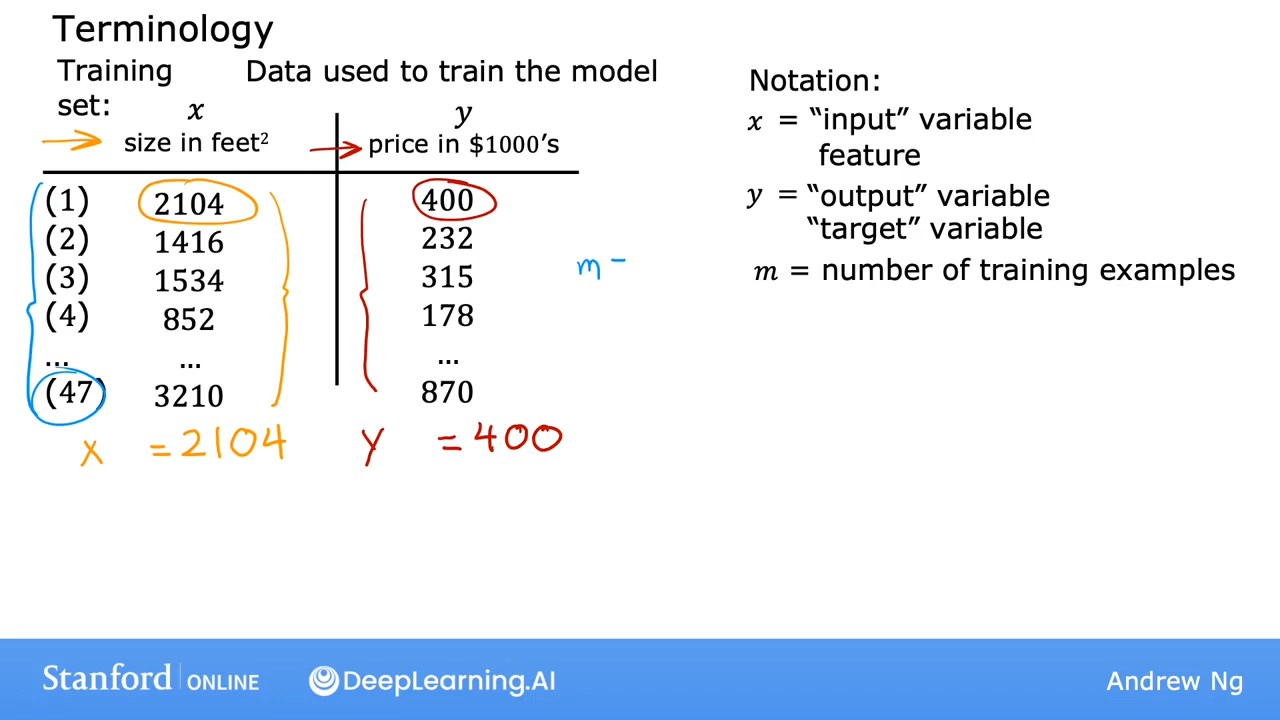 Terminology
Training Data used to train the model
set:
x y
size in feet² price in $1000's
(1) 2104 400
(2) 1416 232
(3) 1534 315
(4) 852 178
... ... ...
(47) 3210 870
x = 2104 y = 400
m =
Notation:
x = “input” variable
feature
y = “output” variable
“target” variable
m = number of training examples
Stanford ONLINE DeepLearning.AI Andrew Ng